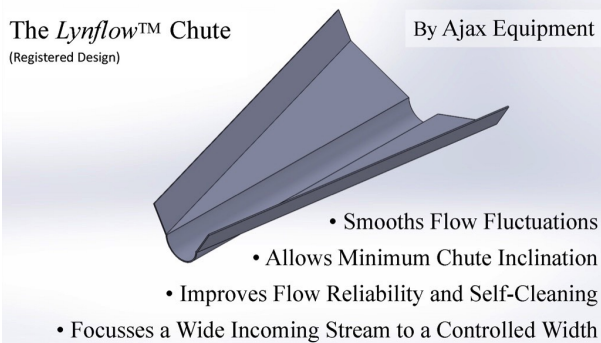 The Lynflow™ Chute
(Registered Design)
By Ajax Equipment
• Smooths Flow Fluctuations
• Allows Minimum Chute Inclination
• Improves Flow Reliability and Self-Cleaning
• Focusses a Wide Incoming Stream to a Controlled Width